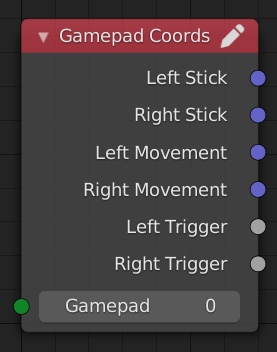 Gamepad Coords
Left Stick
Right Stick
Left Movement
Right Movement
Left Trigger
Right Trigger
Gamepad 0